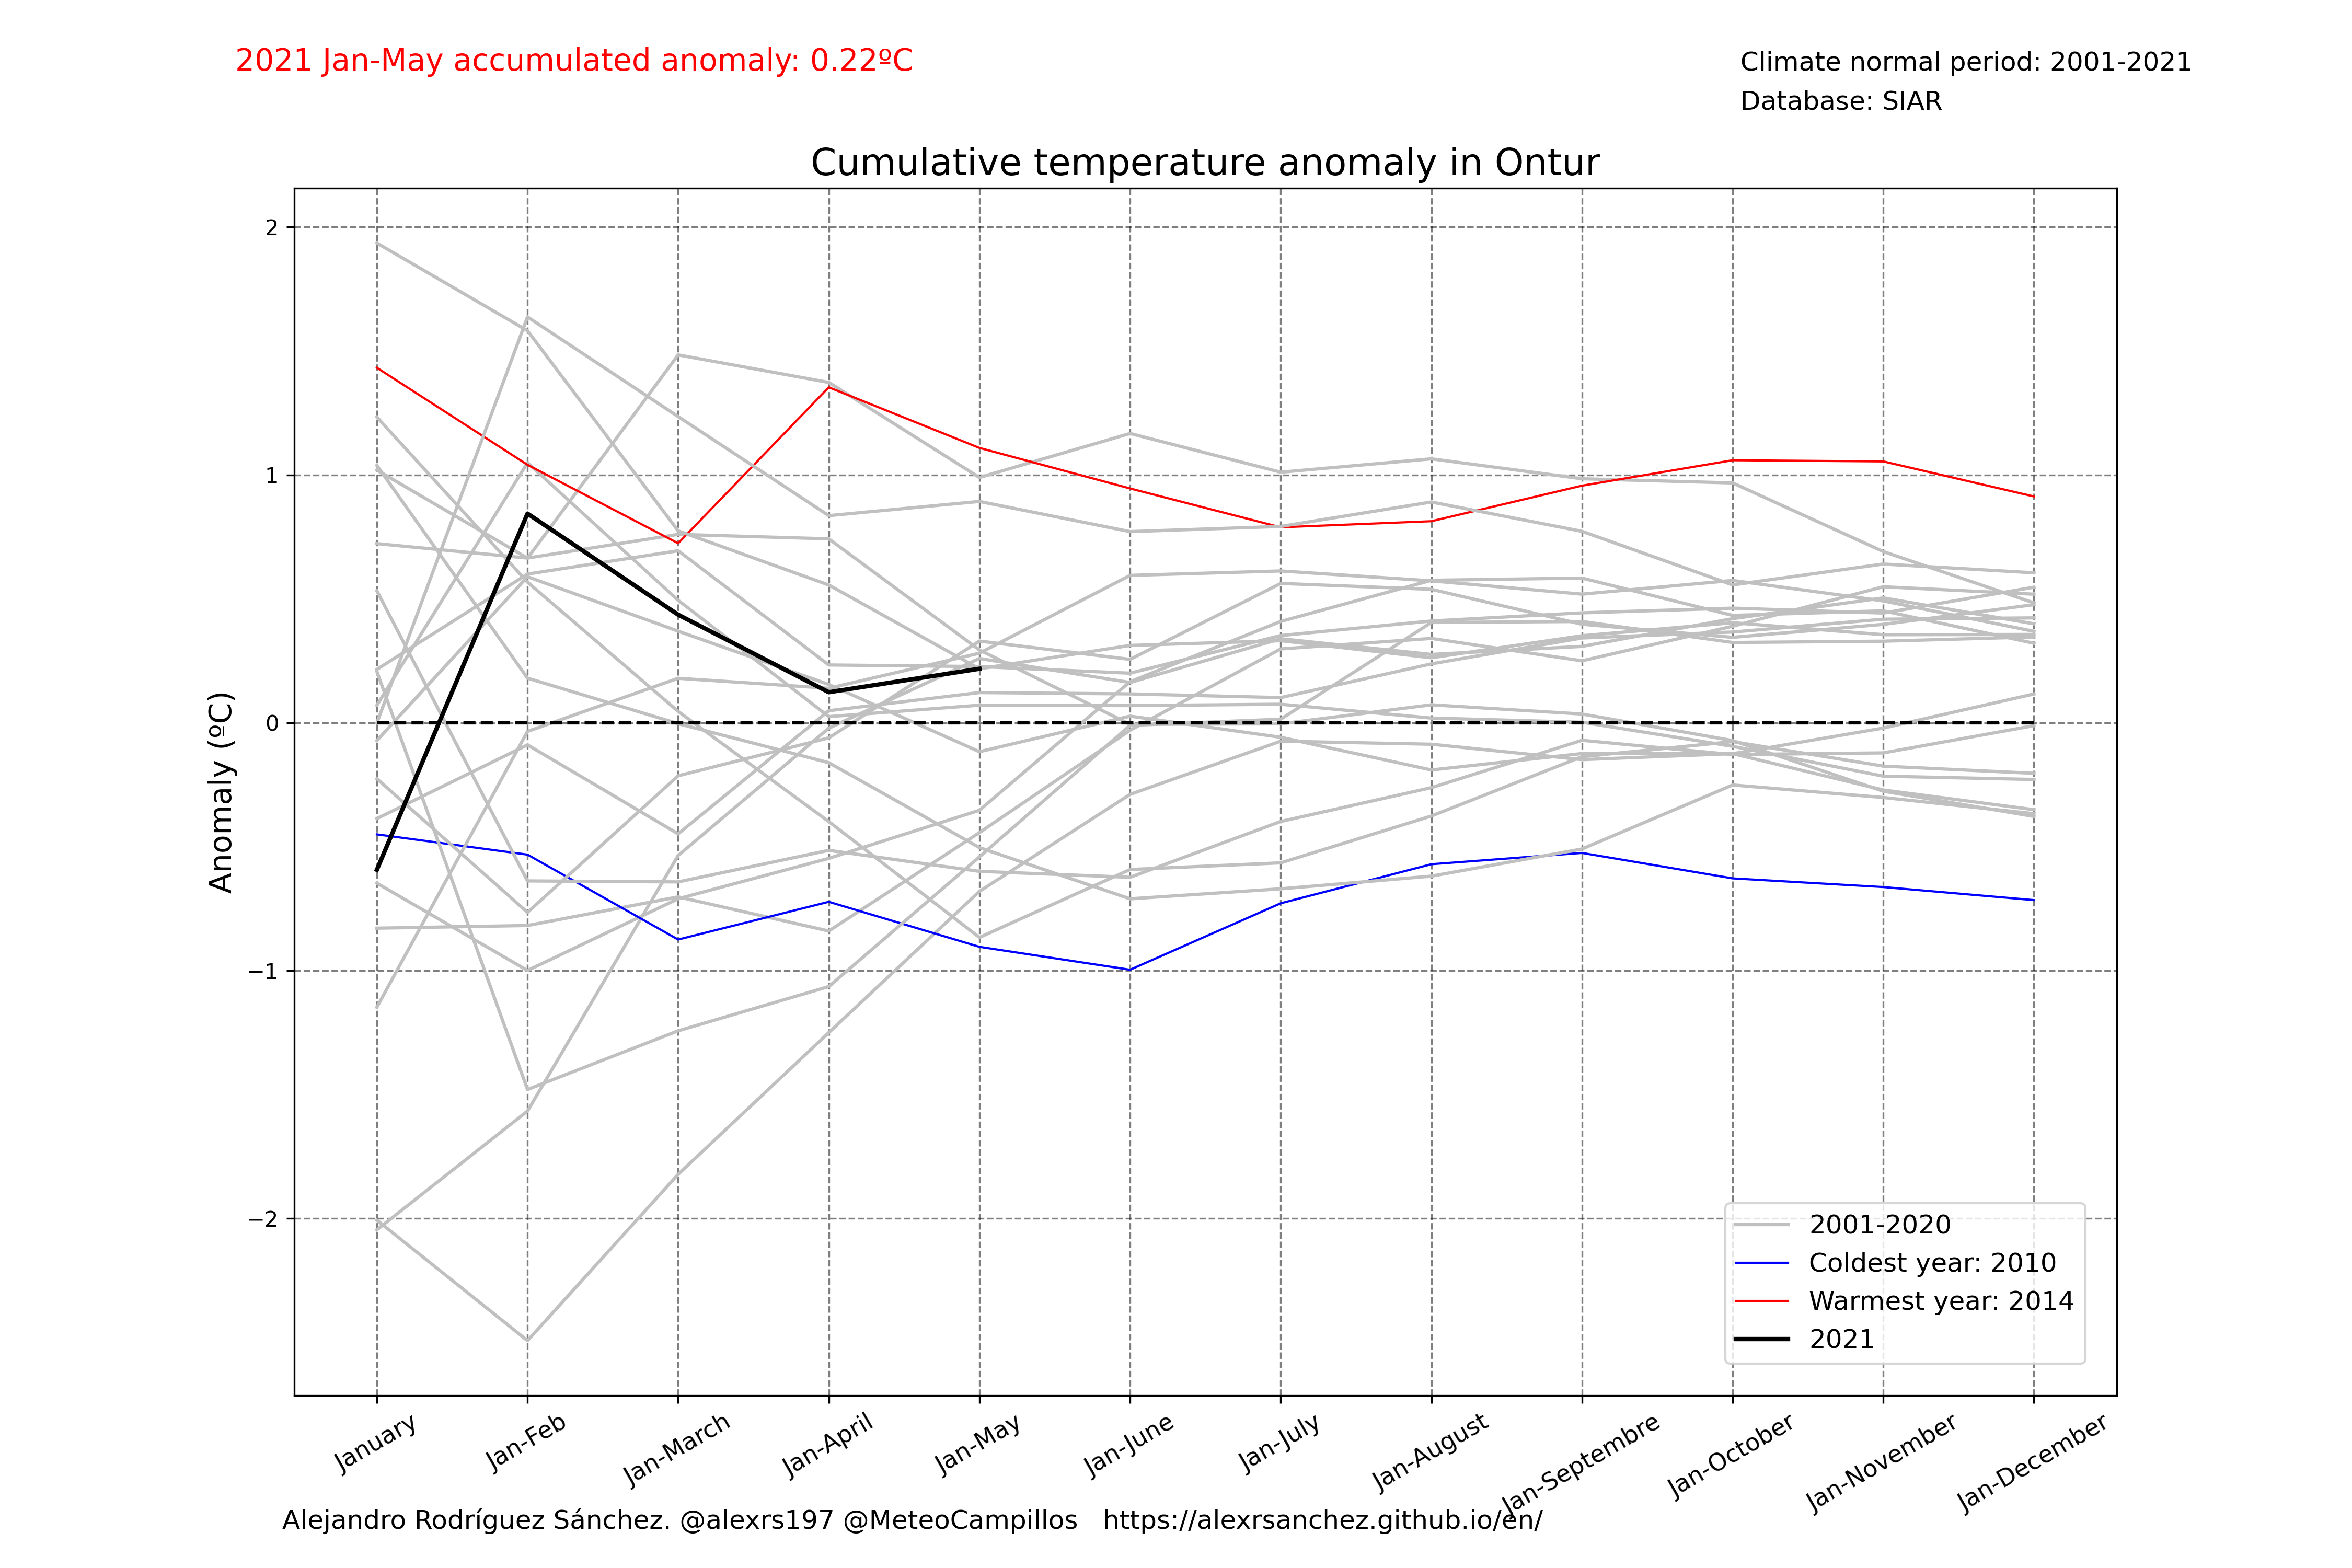 2021 Jan-May accumulated anomaly: 0.22ºC
Climate normal period: 2001-2021
Database: SIAR
Cumulative temperature anomaly in Ontur
Anomaly (ºC)
2
1
0
−1
−2
2001-2020
Coldest year: 2010
Warmest year: 2014
2021
January
Jan-Feb
Jan-March
Jan-April
Jan-May
Jan-June
Jan-July
Jan-August
Jan-Septembre
Jan-October
Jan-November
Jan-December
Alejandro Rodríguez Sánchez. @alexrs197 @MeteoCampillos https://alexrsanchez.github.io/en/